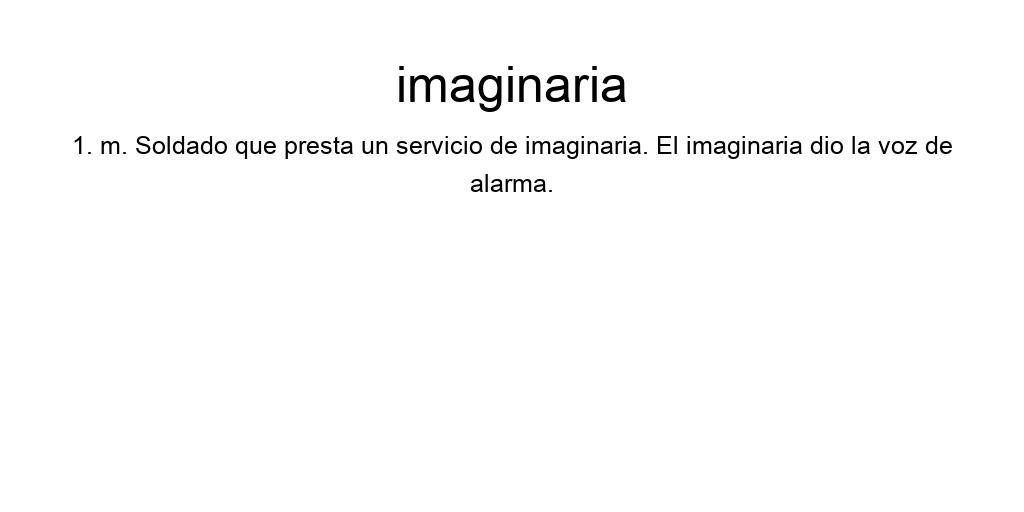 imaginaria
1. m. Soldado que presta un servicio de imaginaria. El imaginaria dio la voz de
alarma.